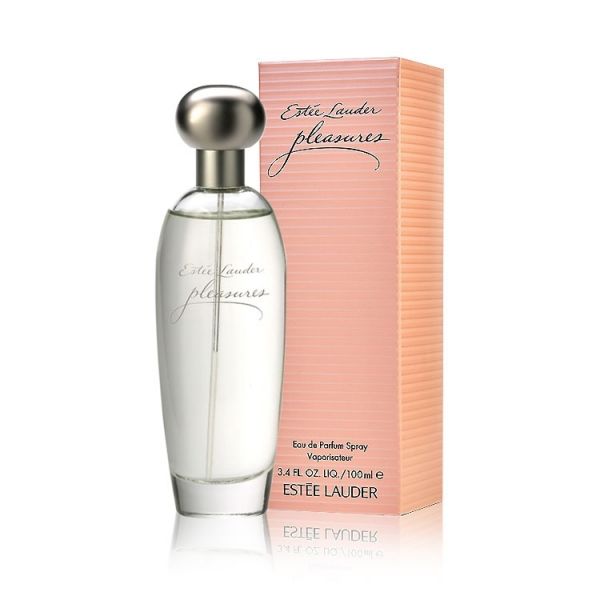 Estée Lauder
pleasures
Estée Lauder
pleasures
Eau de Parfum Spray
Vaporisateur
3.4 FL. OZ. LIQ./100ml e
ESTĒE LAUDER